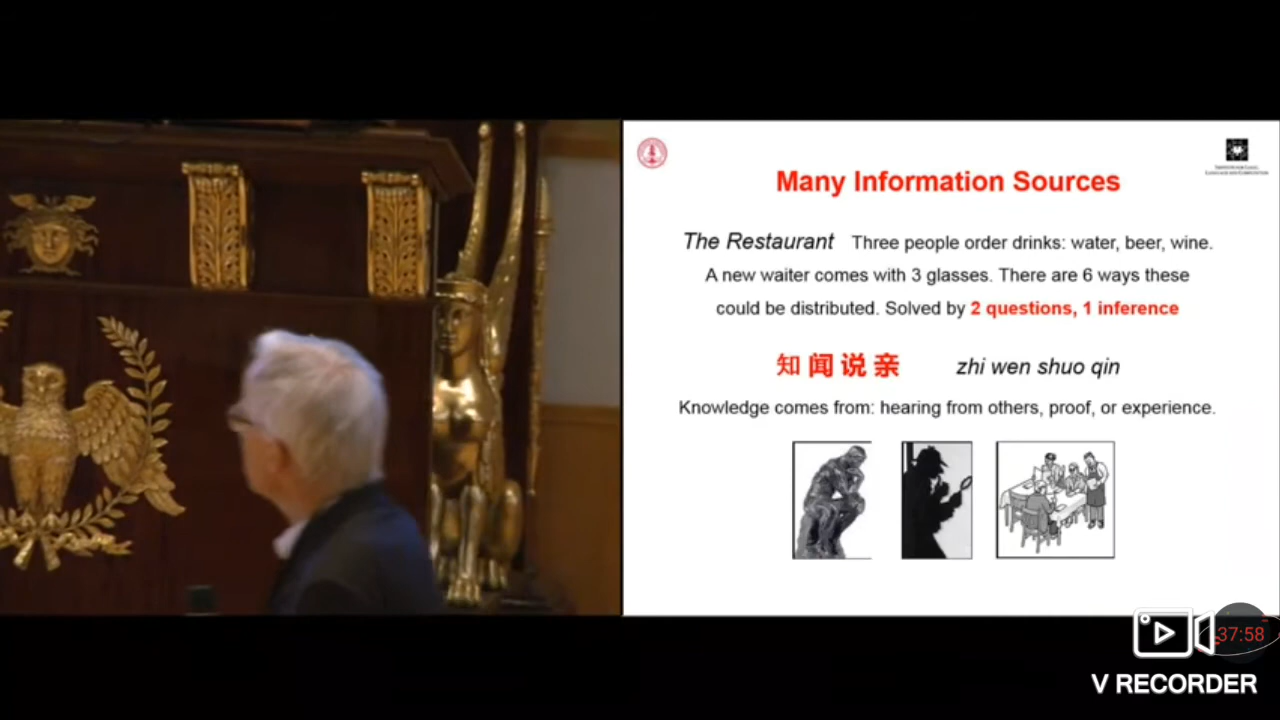 Many Information Sources
The Restaurant Three people order drinks: water, beer, wine.
A new waiter comes with 3 glasses. There are 6 ways these
could be distributed. Solved by 2 questions, 1 inference
知 闻 说 亲 zhi wen shuo qin
Knowledge comes from: hearing from others, proof, or experience.
37:58
V RECORDER